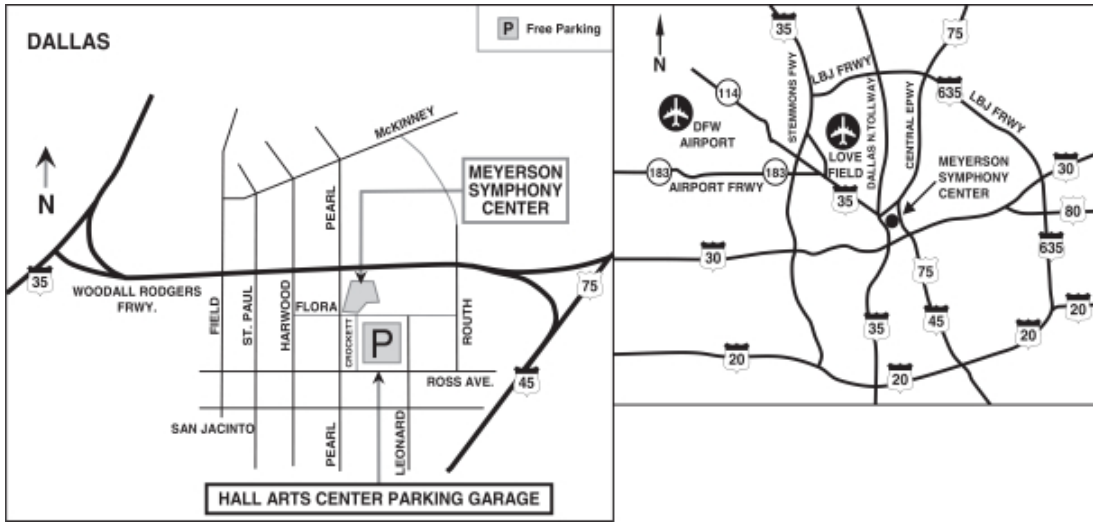 DALLAS
P Free Parking
N
McKINNEY
MEYERSON
SYMPHONY
CENTER
PEARL
35
WOODALL RODGERS
FRWY.
75
FIELD
ST. PAUL
HARWOOD
FLORA
CROCKETT
P
ROUTH
ROSS AVE.
45
SAN JACINTO
PEARL
LEONARD
HALL ARTS CENTER PARKING GARAGE
N
35
75
STEMMONS FWY
LBJ FRWY
114
635
LBJ FRWY
DFW
AIRPORT
LOVE
FIELD
DALLAS N.TOLLWAY
CENTRAL EPWY
MEYERSON
SYMPHONY
CENTER
183
183
AIRPORT FRWY
35
30
80
30
635
75
35
45
20
20
20
20